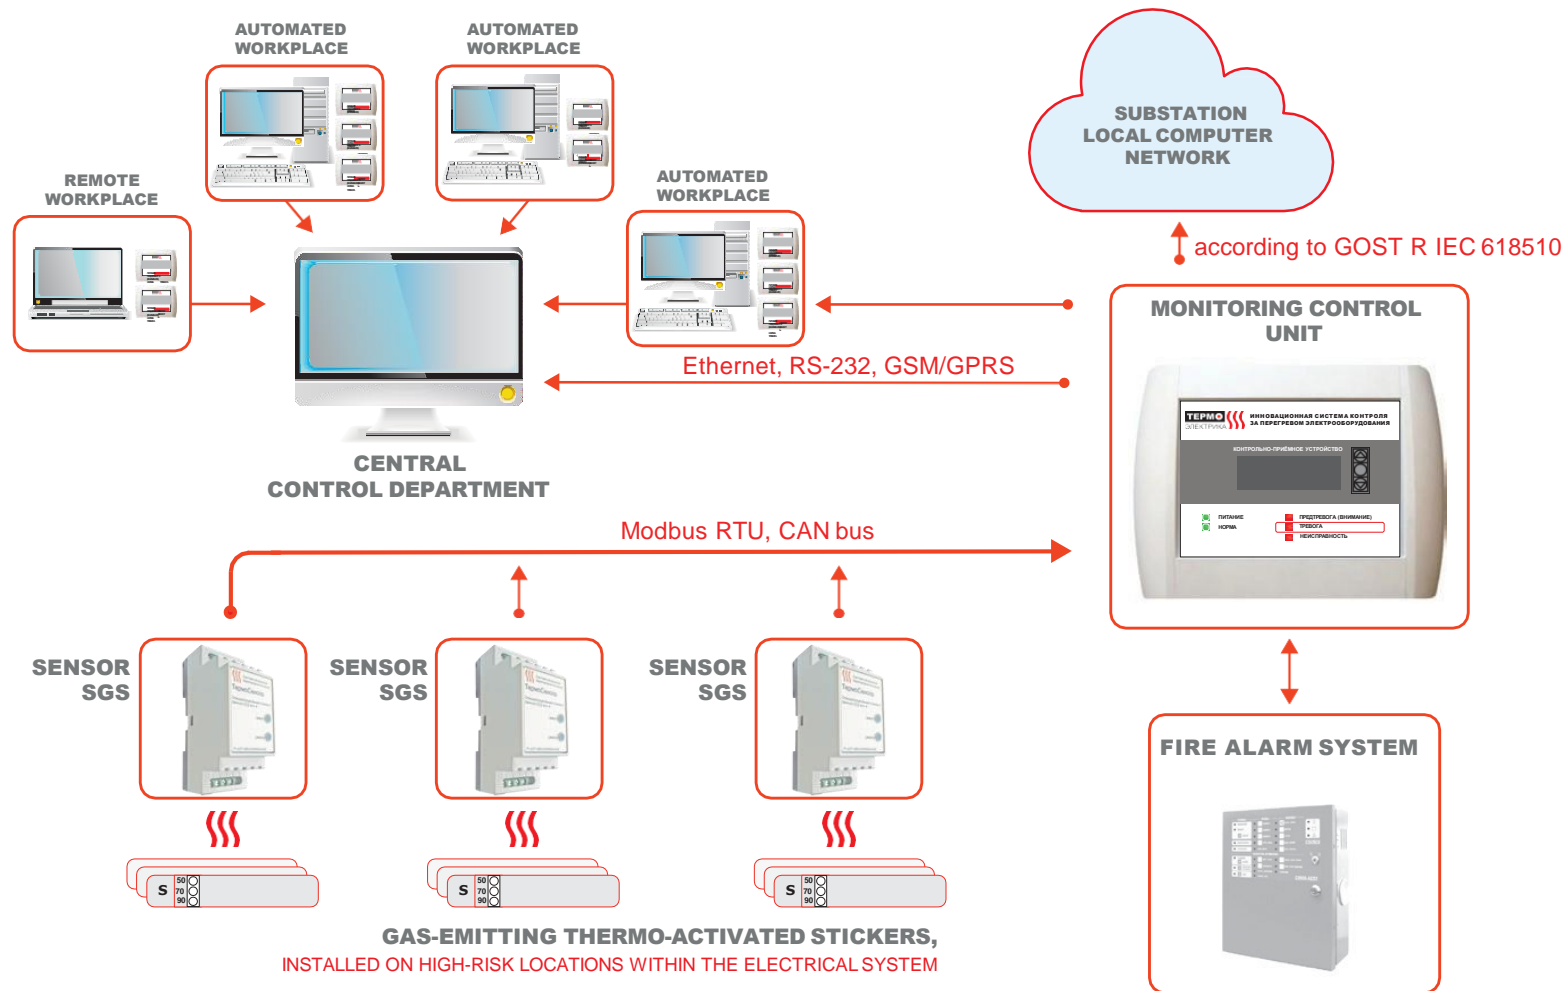 AUTOMATED
WORKPLACE
AUTOMATED
WORKPLACE
REMOTE
WORKPLACE
AUTOMATED
WORKPLACE
SUBSTATION
LOCAL COMPUTER
NETWORK
according to GOST R IEC 618510
MONITORING CONTROL
UNIT
Ethernet, RS-232, GSM/GPRS
ТЕРМО
ЭЛЕКТРИКА
ИННОВАЦИОННАЯ СИСТЕМА КОНТРОЛЯ
ЗА ПЕРЕГРЕВОМ ЭЛЕКТРООБОРУДОВАНИЯ
КОНТРОЛЬНО-ПРИЁМНОЕ УСТРОЙСТВО
ПИТАНИЕ
НОРМА
ПРЕДТРЕВОГА (ВНИМАНИЕ)
ТРЕВОГА
НЕИСПРАВНОСТЬ
CENTRAL
CONTROL DEPARTMENT
Modbus RTU, CAN bus
SENSOR
SGS
ТермоСенсор
SENSOR
SGS
ТермоСенсор
SENSOR
SGS
ТермоСенсор
FIRE ALARM SYSTEM
S
50
70
90
S
50
70
90
S
50
70
90
GAS-EMITTING THERMO-ACTIVATED STICKERS,
INSTALLED ON HIGH-RISK LOCATIONS WITHIN THE ELECTRICAL SYSTEM